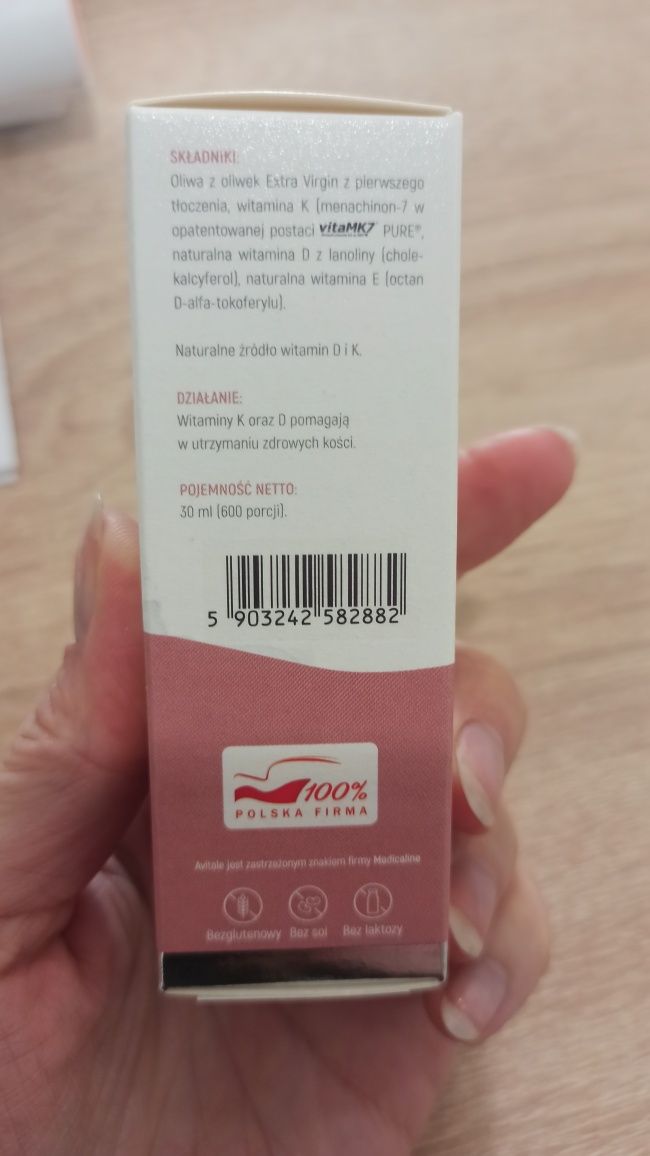 SKŁADNIKI:
Oliwa z oliwek Extra Virgin z pierwszego
tłoczenia, witamina K (menachinon-7 w
opatentowanej postaci vitaMK7 PURE®,
naturalna witamina D z lanoliny (chole-
kalcyferol), naturalna witamina E (octan
D-alfa-tokoferylu).
Naturalne źródło witamin D i K.
DZIAŁANIE:
Witaminy K oraz D pomagają
w utrzymaniu zdrowych kości.
POJEMNOŚĆ NETTO:
30 ml (600 porcji).
5 903242 582882
100%
POLSKA FIRMA
Avitale jest zastrzeżonym znakiem firmy Medicaline
Bezglutenowy Bez soi Bez laktozy